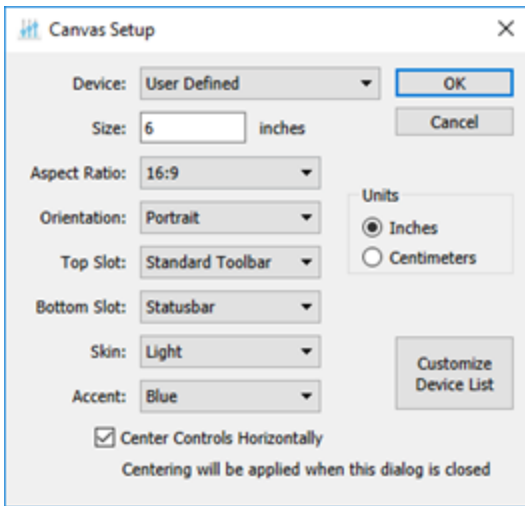 Canvas Setup
Device: User Defined
OK
Size: 6 inches
Cancel
Aspect Ratio: 16:9
Units
Orientation: Portrait
Inches
Top Slot: Standard Toolbar
Centimeters
Bottom Slot: Statusbar
Skin: Light
Customize
Device List
Accent: Blue
Center Controls Horizontally
Centering will be applied when this dialog is closed